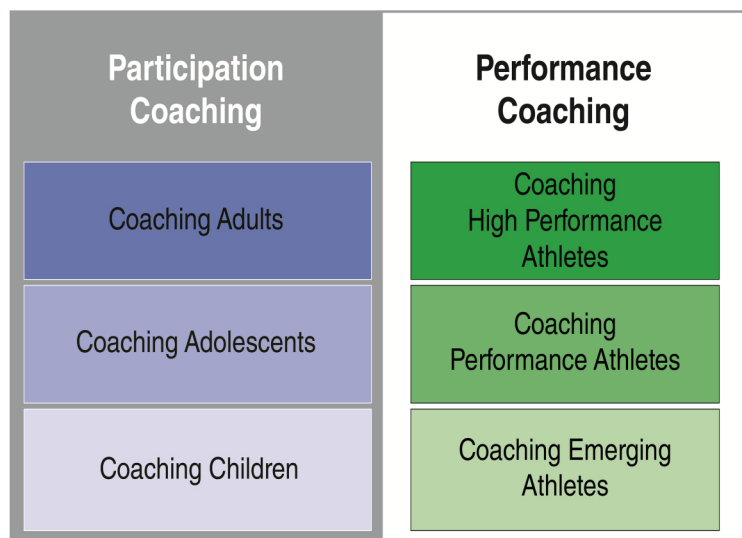 Participation
Coaching
Coaching Adults
Coaching Adolescents
Coaching Children
Performance
Coaching
Coaching
High Performance
Athletes
Coaching
Performance Athletes
Coaching Emerging
Athletes